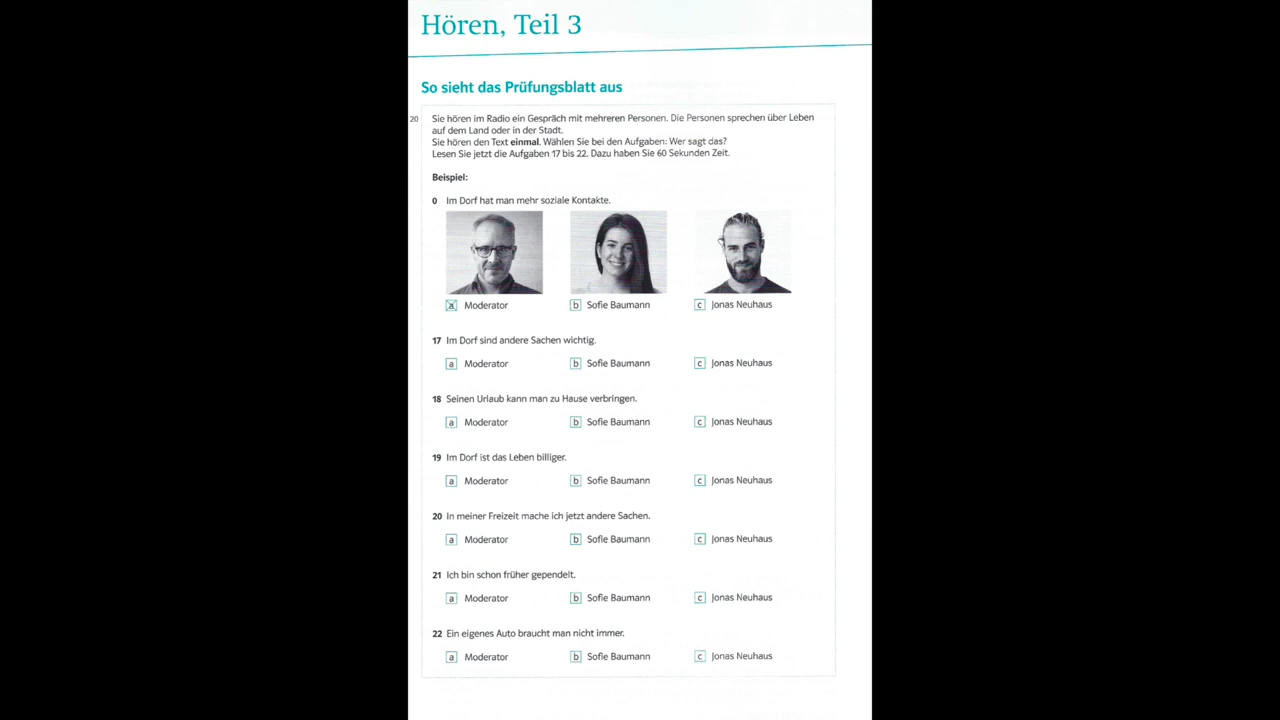 Hören, Teil 3
So sieht das Prüfungsblatt aus
20
Sie hören im Radio ein Gespräch mit mehreren Personen. Die Personen sprechen über Leben
auf dem Land oder in der Stadt.
Sie hören den Text einmal. Wählen Sie bei den Aufgaben: Wer sagt das?
Lesen Sie jetzt die Aufgaben 17 bis 22. Dazu haben Sie 60 Sekunden Zeit.
Beispiel:
0 Im Dorf hat man mehr soziale Kontakte.
a Moderator b Sofie Baumann c Jonas Neuhaus
17 Im Dorf sind andere Sachen wichtig.
a Moderator b Sofie Baumann c Jonas Neuhaus
18 Seinen Urlaub kann man zu Hause verbringen.
a Moderator b Sofie Baumann c Jonas Neuhaus
19 Im Dorf ist das Leben billiger.
a Moderator b Sofie Baumann c Jonas Neuhaus
20 In meiner Freizeit mache ich jetzt andere Sachen.
a Moderator b Sofie Baumann c Jonas Neuhaus
21 Ich bin schon früher gependelt.
a Moderator b Sofie Baumann c Jonas Neuhaus
22 Ein eigenes Auto braucht man nicht immer.
a Moderator b Sofie Baumann c Jonas Neuhaus